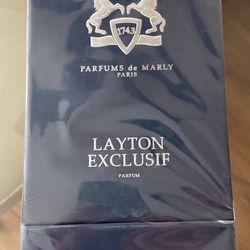 1743
PARFUMS de MARLY
PARIS
LAYTON
EXCLUSIF
PARFUM